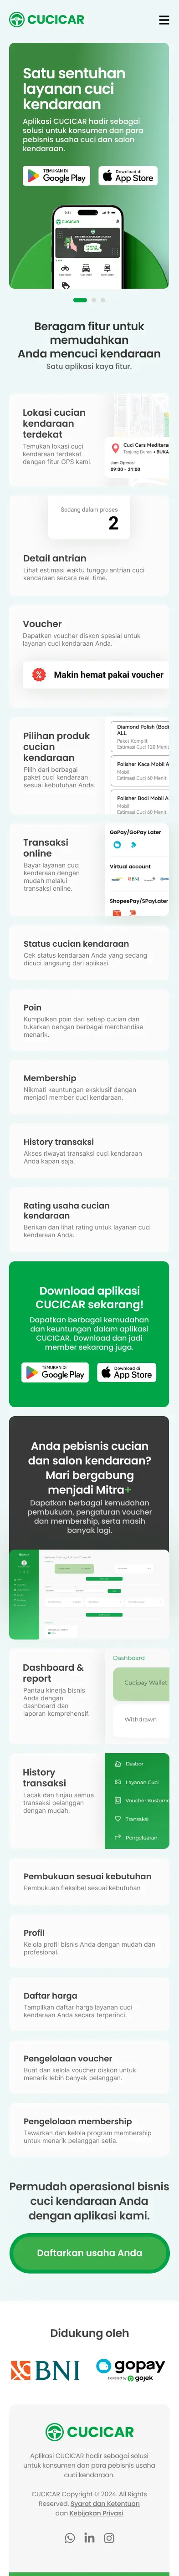 CUCICAR
Satu sentuhan
layanan cuci
kendaraan
Aplikasi CUCICAR hadir sebagai
solusi untuk konsumen dan para
pebisnis usaha cuci dan salon
kendaraan.
TEMUKAN DI
Google Play
Download di
App Store
CUCICAR
Beragam fitur untuk
memudahkan
Anda mencuci kendaraan
Satu aplikasi kaya fitur.
Lokasi cucian
kendaraan
terdekat
Temukan lokasi cuci
kendaraan terdekat
dengan fitur GPS kami.
Cuci Cars Mediteran
Tanjung Duren • BUKA
Jam Operasi
09:00 - 21:00
Sedang dalam proses
2
Detail antrian
Lihat estimasi waktu tunggu antrian cuci
kendaraan secara real-time.
Voucher
Dapatkan voucher diskon spesial untuk
layanan cuci kendaraan Anda.
Makin hemat pakai voucher
Pilihan produk
cucian
kendaraan
Pilih dari berbagai
paket cuci kendaraan
sesuai kebutuhan Anda.
Diamond Polish (Bodi
ALL
Paket Komplit
Estimasi Cuci 120 Menit
Polisher Kaca Mobil A
Mobil
Estimasi Cuci 60 Menit
Polisher Bodi Mobil A
Mobil
Estimasi Cuci 60 Menit
Transaksi
online
Bayar layanan cuci
kendaraan dengan
mudah melalui
transaksi online.
GoPay/GoPay Later
Virtual account
BNI
ShopeePay/SPayLater
Status cucian kendaraan
Cek status kendaraan Anda yang sedang
dicuci langsung dari aplikasi.
Poin
Kumpulkan poin dari setiap cucian dan
tukarkan dengan berbagai merchandise
menarik.
Membership
Nikmati keuntungan eksklusif dengan
menjadi member cuci kendaraan.
History transaksi
Akses riwayat transaksi cuci kendaraan
Anda kapan saja.
Rating usaha cucian
kendaraan
Berikan dan lihat rating untuk layanan cuci
kendaraan Anda.
Download aplikasi
CUCICAR sekarang!
Dapatkan berbagai kemudahan
dan keuntungan dalam aplikasi
CUCICAR. Download dan jadi
member sekarang juga.
TEMUKAN DI
Google Play
Download di
App Store
Anda pebisnis cucian
dan salon kendaraan?
Mari bergabung
menjadi Mitra+
Dapatkan berbagai kemudahan
pembukuan, pengaturan voucher
dan membership, serta masih
banyak lagi.
Dashboard &
report
Pantau kinerja bisnis
Anda dengan
dashboard dan
laporan komprehensif.
Dashboard
Cucipay Wallet
Withdrawn
History
transaksi
Lacak dan tinjau semua
transaksi pelanggan
dengan mudah.
Dasbor
Layanan Cuci
Voucher Kustome
Transaksi
Pengeluaran
Pembukuan sesuai kebutuhan
Pembukuan fleksibel sesuai kebutuhan
Profil
Kelola profil bisnis Anda dengan mudah dan
profesional.
Daftar harga
Tampilkan daftar harga layanan cuci
kendaraan Anda secara terperinci.
Pengelolaan voucher
Buat dan kelola voucher diskon untuk
menarik lebih banyak pelanggan.
Pengelolaan membership
Tawarkan dan kelola program membership
untuk menarik pelanggan setia.
Permudah operasional bisnis
cuci kendaraan Anda
dengan aplikasi kami.
Daftarkan usaha Anda
Didukung oleh
BNI
gopay
Powered by gojek
CUCICAR
Aplikasi CUCICAR hadir sebagai solusi
untuk konsumen dan para pebisnis usaha
cuci kendaraan.
CUCICAR Copyright © 2024. All Rights
Reserved. Syarat dan Ketentuan
dan Kebijakan Privasi